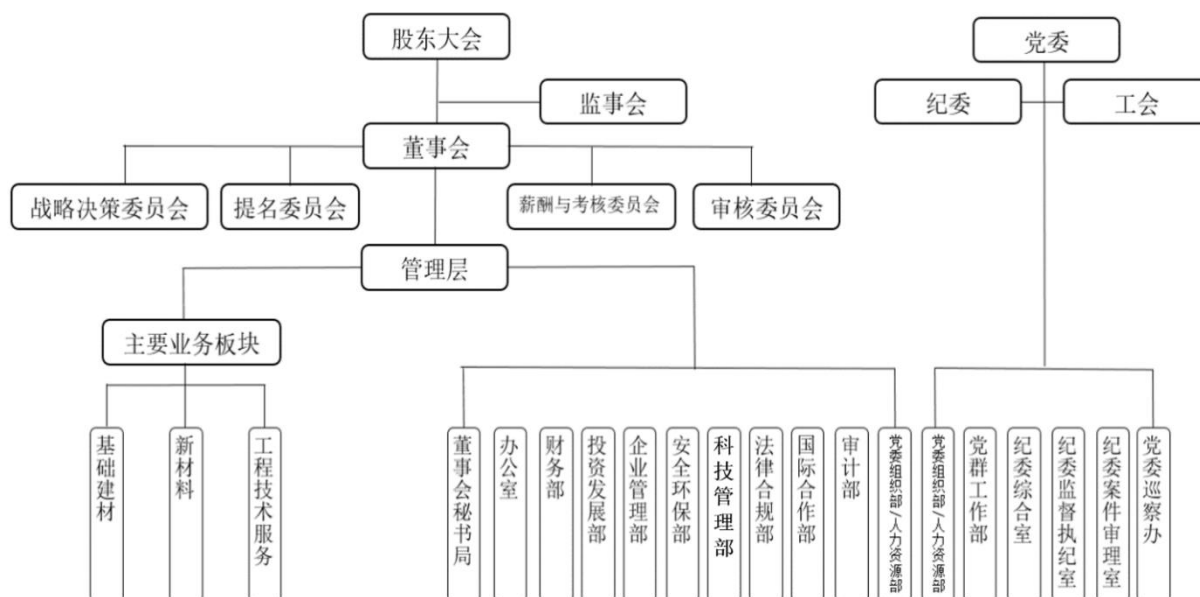 股东大会
党委
监事会
纪委
工会
董事会
战略决策委员会
提名委员会
薪酬与考核委员会
审核委员会
管理层
主要业务板块
基础建材
新材料
工程技术服务
董事会秘书局
办公室
财务部
投资发展部
企业管理部
安全环保部
科技管理部
法律合规部
国际合作部
审计部
党委组织部/人力资源部
党委组织部/人力资源部
党群工作部
纪委综合室
纪委监督执纪室
纪委案件审理室
党委巡察办